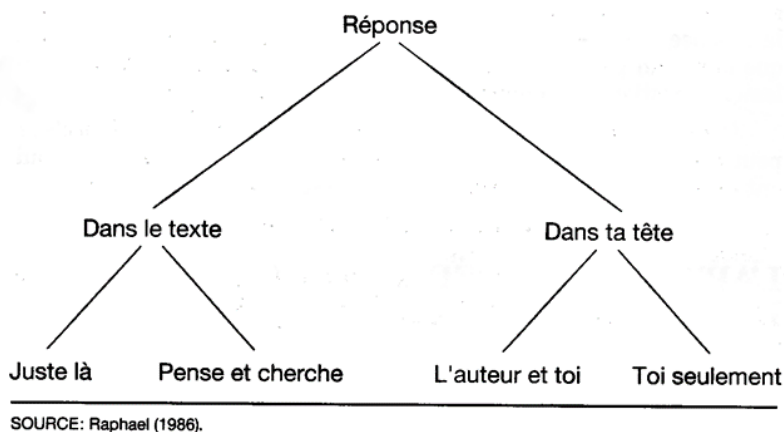 Réponse
Dans le texte Dans ta tête
Juste là Pense et cherche L'auteur et toi Toi seulement
SOURCE: Raphael (1986).